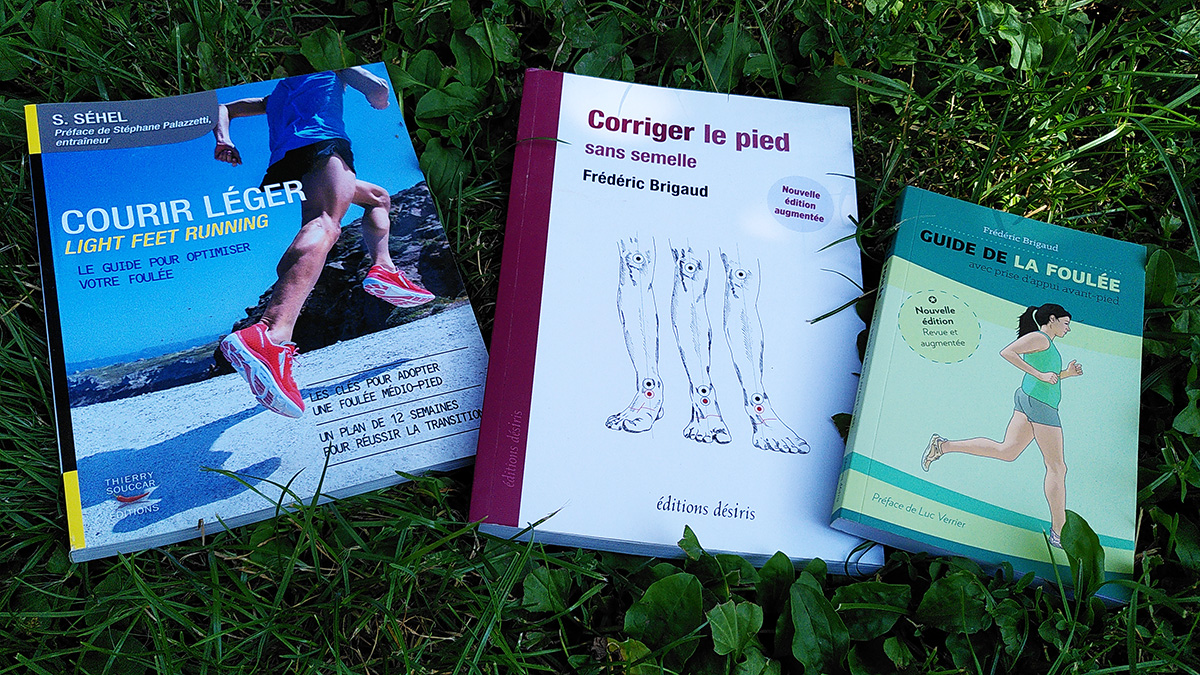 S. SÉHEL
Préface de Stéphane Palazzetti,
entraîneur
COURIR LÉGER
LIGHT FEET RUNNING
LE GUIDE POUR OPTIMISER
VOTRE FOULÉE
LES CLÉS POUR ADOPTER
UNE FOULÉE MÉDIO-PIED
UN PLAN DE 12 SEMAINES
POUR RÉUSSIR LA TRANSITION
THIERRY
SOUCCAR
ÉDITIONS
Corriger le pied
sans semelle
Frédéric Brigaud
Nouvelle
édition
augmentée
éditions désiris
éditions désIris
Frédéric Brigaud
GUIDE DE LA FOULÉE
avec prise d'appui avant-pied
Nouvelle
édition
Revue et
augmentée
Préface de Luc Verrier